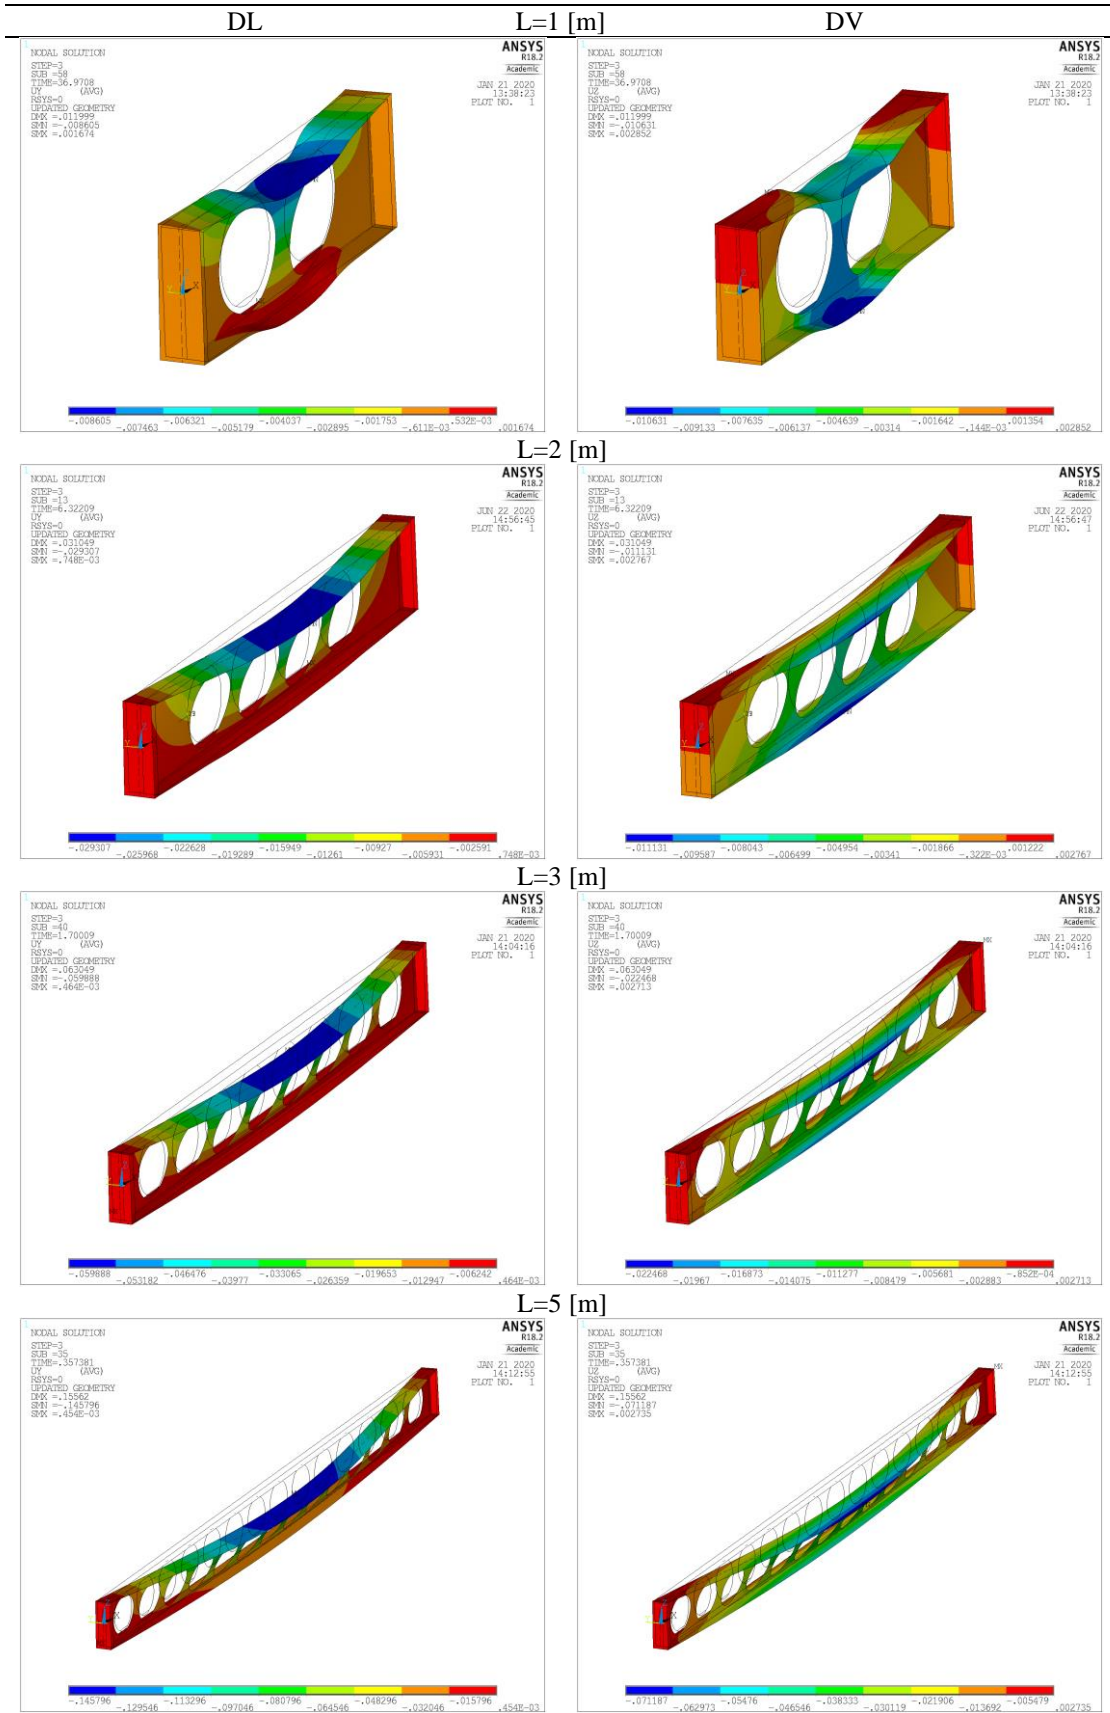 DL L=1 [m] DV
1
NODAL SOLUTION
STEP=3
SUB =58
TIME=36.9708
UY (AVG)
RSYS=0
UPDATED GEOMETRY
DMX =.011999
SMN =-.008605
SMX =.001674
ANSYS
R18.2
Academic
JAN 21 2020
13:38:23
PLOT NO. 1
-.008605 -.006321 -.004037 -.001753 .532E-03
-.007463 -.005179 -.002895 -.611E-03 .001674
1
NODAL SOLUTION
STEP=3
SUB =58
TIME=36.9708
UZ (AVG)
RSYS=0
UPDATED GEOMETRY
DMX =.011999
SMN =-.010631
SMX =.002852
ANSYS
R18.2
Academic
JAN 21 2020
13:38:23
PLOT NO. 1
-.010631 -.007635 -.004639 -.001642 .001354
-.009133 -.006137 -.00314 -.144E-03 .002852
L=2 [m]
1
NODAL SOLUTION
STEP=3
SUB =13
TIME=6.32209
UY (AVG)
RSYS=0
UPDATED GEOMETRY
DMX =.031049
SMN =-.029307
SMX =.748E-03
ANSYS
R18.2
Academic
JUN 22 2020
14:56:45
PLOT NO. 1
-.029307 -.022628 -.015949 -.00927 -.002591
-.025968 -.019289 -.01261 -.005931 .748E-03
1
NODAL SOLUTION
STEP=3
SUB =13
TIME=6.32209
UZ (AVG)
RSYS=0
UPDATED GEOMETRY
DMX =.031049
SMN =-.011131
SMX =.002767
ANSYS
R18.2
Academic
JUN 22 2020
14:56:47
PLOT NO. 1
-.011131 -.008043 -.004954 -.001866 .001222
-.009587 -.006499 -.00341 -.322E-03 .002767
L=3 [m]
1
NODAL SOLUTION
STEP=3
SUB =40
TIME=1.70009
UY (AVG)
RSYS=0
UPDATED GEOMETRY
DMX =.063049
SMN =-.059888
SMX =.464E-03
ANSYS
R18.2
Academic
JAN 21 2020
14:04:16
PLOT NO. 1
-.059888 -.046476 -.033065 -.019653 -.006242
-.053182 -.03977 -.026359 -.012947 .464E-03
1
NODAL SOLUTION
STEP=3
SUB =40
TIME=1.70009
UZ (AVG)
RSYS=0
UPDATED GEOMETRY
DMX =.063049
SMN =-.022468
SMX =.002713
ANSYS
R18.2
Academic
JAN 21 2020
14:04:16
PLOT NO. 1
MX
-.022468 -.016873 -.011277 -.005681 -.852E-04
-.01967 -.014075 -.008479 -.002883 .002713
L=5 [m]
1
NODAL SOLUTION
STEP=3
SUB =35
TIME=.357381
UY (AVG)
RSYS=0
UPDATED GEOMETRY
DMX =.15562
SMN =-.145796
SMX =.454E-03
ANSYS
R18.2
Academic
JAN 21 2020
14:12:55
PLOT NO. 1
X
-.145796 -.113296 -.080796 -.048296 -.015796
-.129546 -.097046 -.064546 -.032046 .454E-03
1
NODAL SOLUTION
STEP=3
SUB =35
TIME=.357381
UZ (AVG)
RSYS=0
UPDATED GEOMETRY
DMX =.15562
SMN =-.071187
SMX =.002735
ANSYS
R18.2
Academic
JAN 21 2020
14:12:55
PLOT NO. 1
MX
X
-.071187 -.05476 -.038333 -.021906 -.005479
-.062973 -.046546 -.030119 -.013692 .002735